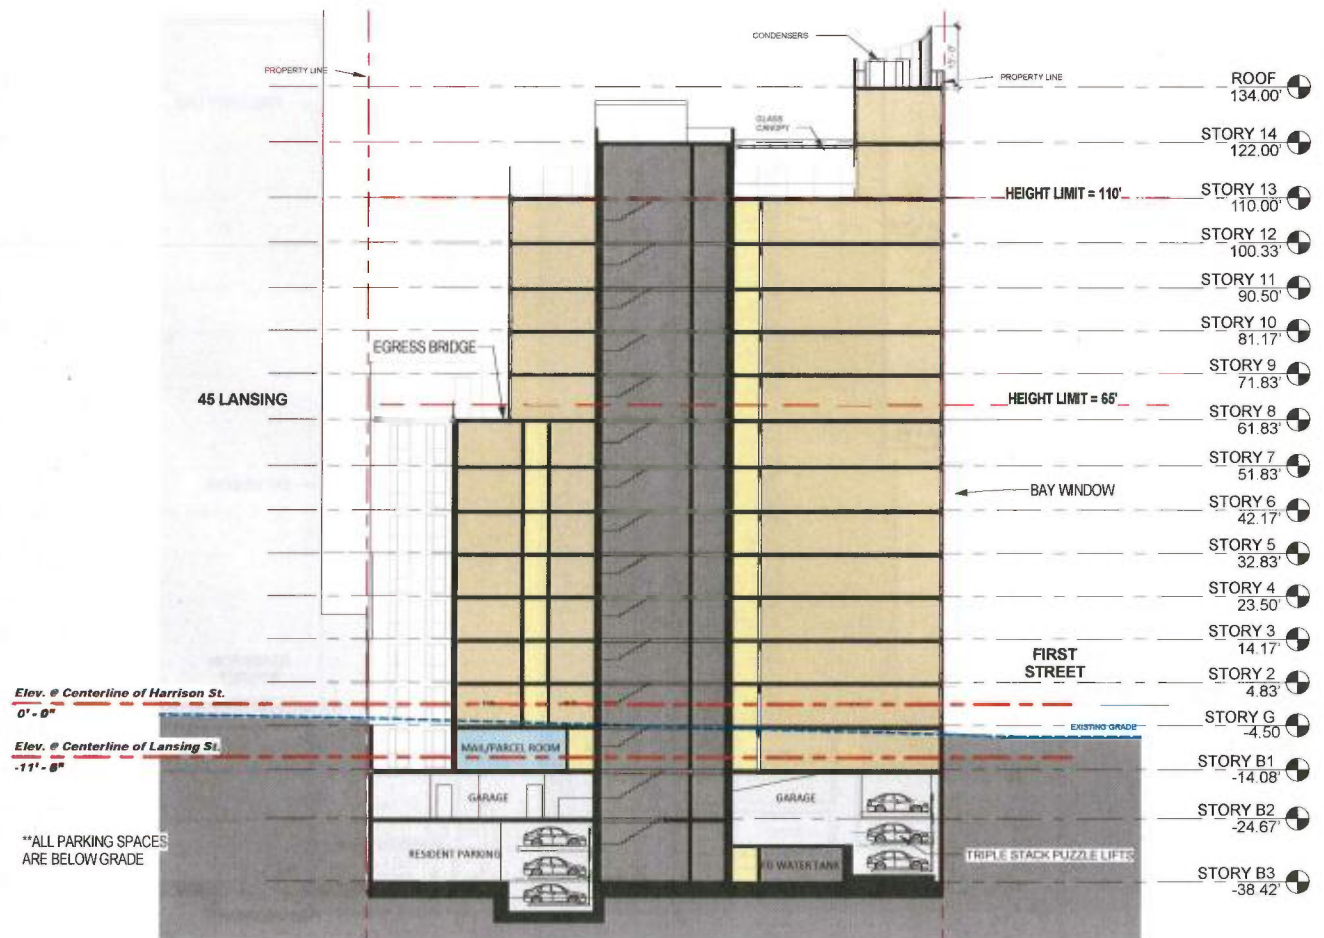 CONDENSERS
15'- 0"
PROPERTY LINE
PROPERTY LINE
ROOF
134.00'
GLASS
CANOPY
STORY 14
122.00'
HEIGHT LIMIT = 110'
STORY 13
110.00'
STORY 12
100.33'
STORY 11
90.50'
STORY 10
81.17'
EGRESS BRIDGE
STORY 9
71.83'
45 LANSING
HEIGHT LIMIT = 65'
STORY 8
61.83'
STORY 7
51.83'
BAY WINDOW
STORY 6
42.17'
STORY 5
32.83'
STORY 4
23.50'
STORY 3
14.17'
FIRST
STREET
STORY 2
4.83'
Elev. @ Centerline of Harrison St.
0' - 0"
STORY G
-4.50
EXISTING GRADE
Elev. @ Centerline of Lansing St.
-11' - 6"
MAIL/PARCEL ROOM
STORY B1
-14.08'
GARAGE
GARAGE
STORY B2
-24.67'
**ALL PARKING SPACES
ARE BELOW GRADE
RESIDENT PARKING
WATER TANK
TRIPLE STACK PUZZLE LIFTS
STORY B3
-38 42'